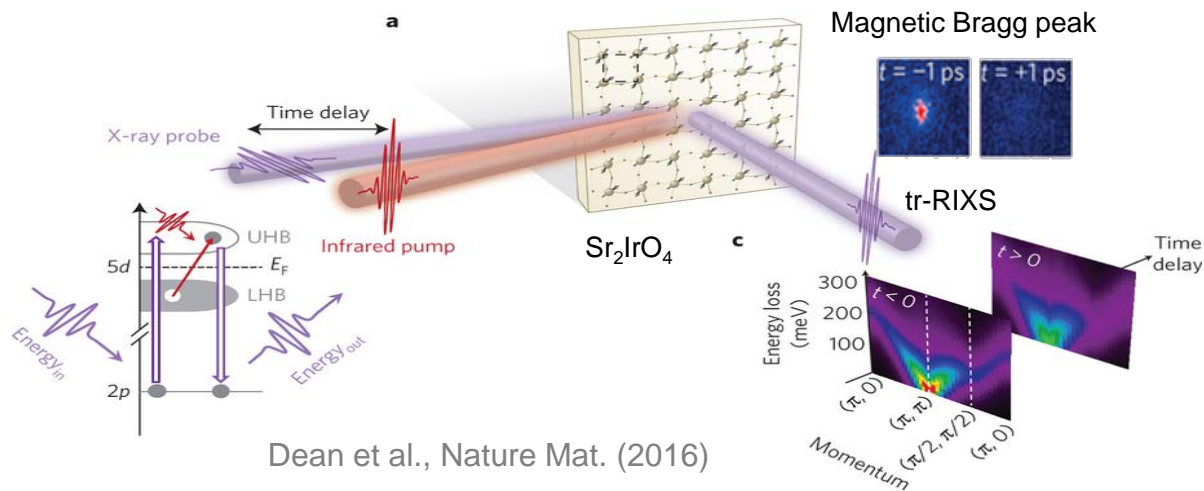 a
Magnetic Bragg peak
t = −1 ps
t = +1 ps
Time delay
X-ray probe
Infrared pump
Sr₂IrO₄
tr-RIXS
UHB
5d
E_F
LHB
Energy_in
Energy_out
2p
c
Time
delay
t > 0
t < 0
Energy loss
(meV)
300
200
100
(π, 0)
(π, π)
(π/2, π/2)
(π, 0)
Momentum
Dean et al., Nature Mat. (2016)